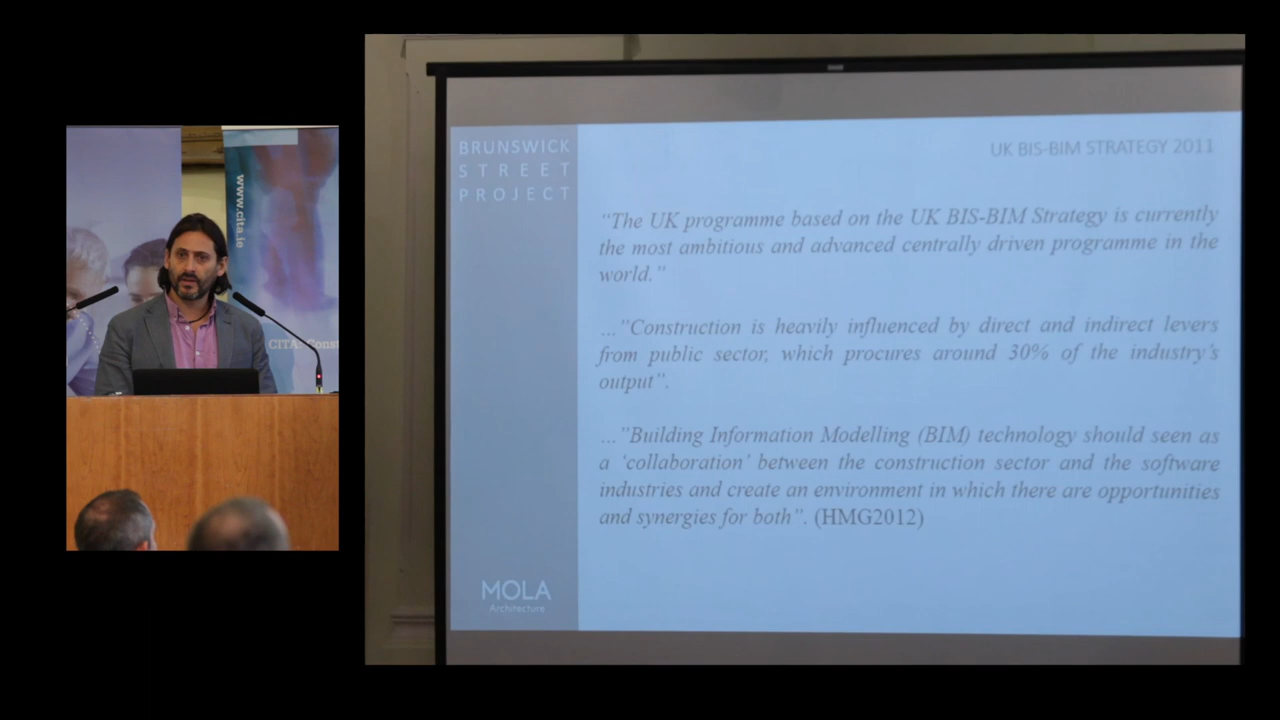 www.cita.ie
CITA: Const
BRUNSWICK
STREET
PROJECT
UK BIS-BIM STRATEGY 2011
“The UK programme based on the UK BIS-BIM Strategy is currently
the most ambitious and advanced centrally driven programme in the
world.”
…”Construction is heavily influenced by direct and indirect levers
from public sector, which procures around 30% of the industry’s
output”.
…”Building Information Modelling (BIM) technology should seen as
a ‘collaboration’ between the construction sector and the software
industries and create an environment in which there are opportunities
and synergies for both”. (HMG2012)
MOLA
Architecture